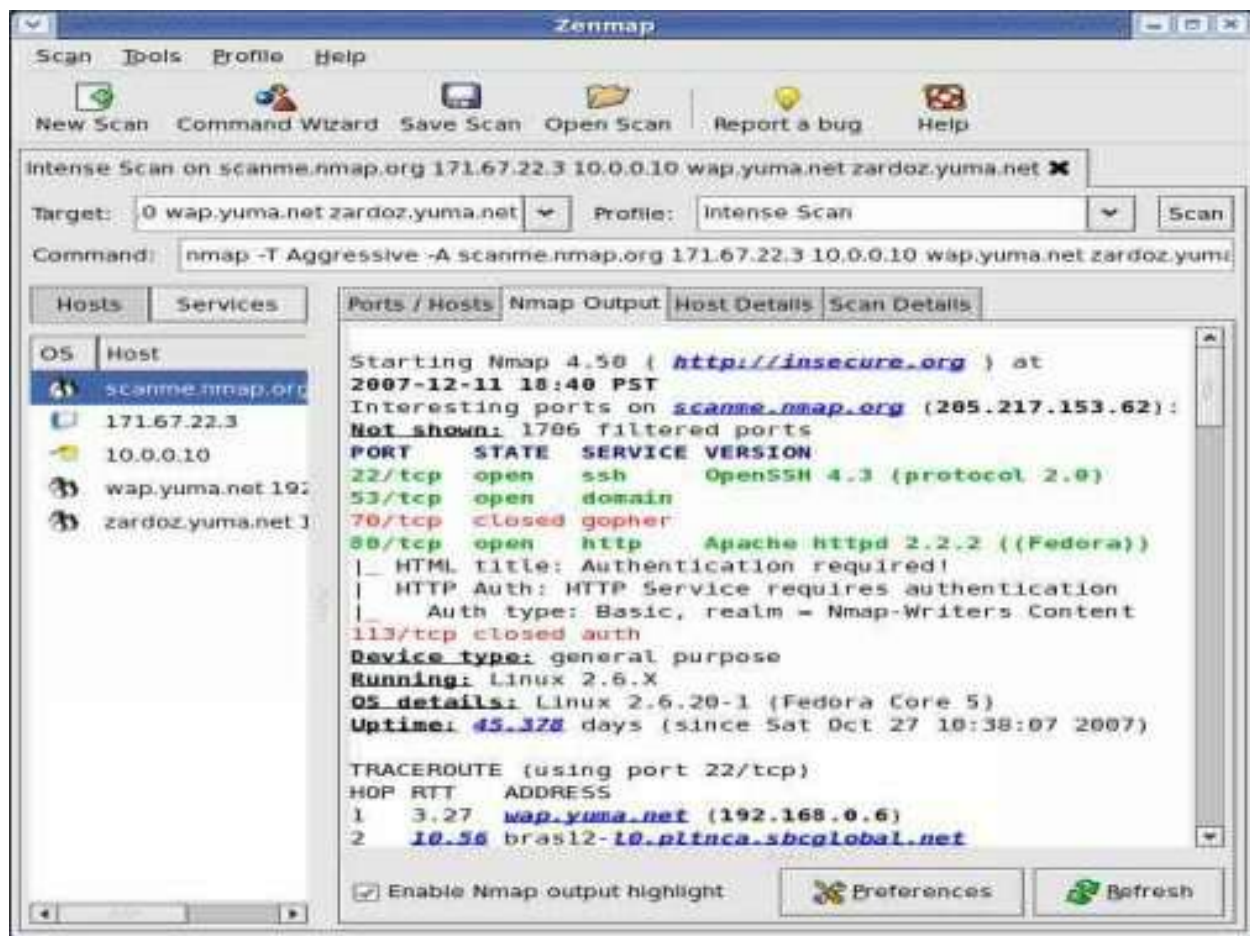 Zenmap
Scan Tools Profile Help
New Scan Command Wizard Save Scan Open Scan Report a bug Help
Intense Scan on scanme.nmap.org 171.67.22.3 10.0.0.10 wap.yuma.net zardoz.yuma.net
Target: .0 wap.yuma.net zardoz.yuma.net Profile: Intense Scan Scan
Command: nmap -T Aggressive -A scanme.nmap.org 171.67.22.3 10.0.0.10 wap.yuma.net zardoz.yuma
Hosts Services
OS Host
scanme.nmap.org
171.67.22.3
10.0.0.10
wap.yuma.net 192
zardoz.yuma.net 1
Ports / Hosts Nmap Output Host Details Scan Details
Starting Nmap 4.50 ( http://insecure.org ) at
2007-12-11 18:40 PST
Interesting ports on scanme.nmap.org (205.217.153.62):
Not shown: 1706 filtered ports
PORT STATE SERVICE VERSION
22/tcp open ssh OpenSSH 4.3 (protocol 2.0)
53/tcp open domain
70/tcp closed gopher
80/tcp open http Apache httpd 2.2.2 ((Fedora))
|_ HTML title: Authentication required!
| HTTP Auth: HTTP Service requires authentication
|_ Auth type: Basic, realm = Nmap-Writers Content
113/tcp closed auth
Device type: general purpose
Running: Linux 2.6.X
OS details: Linux 2.6.20-1 (Fedora Core 5)
Uptime: 45.378 days (since Sat Oct 27 10:38:07 2007)
TRACEROUTE (using port 22/tcp)
HOP RTT ADDRESS
1 3.27 wap.yuma.net (192.168.0.6)
2 10.56 bras12-l0.pltnca.sbcglobal.net
Enable Nmap output highlight Preferences Refresh